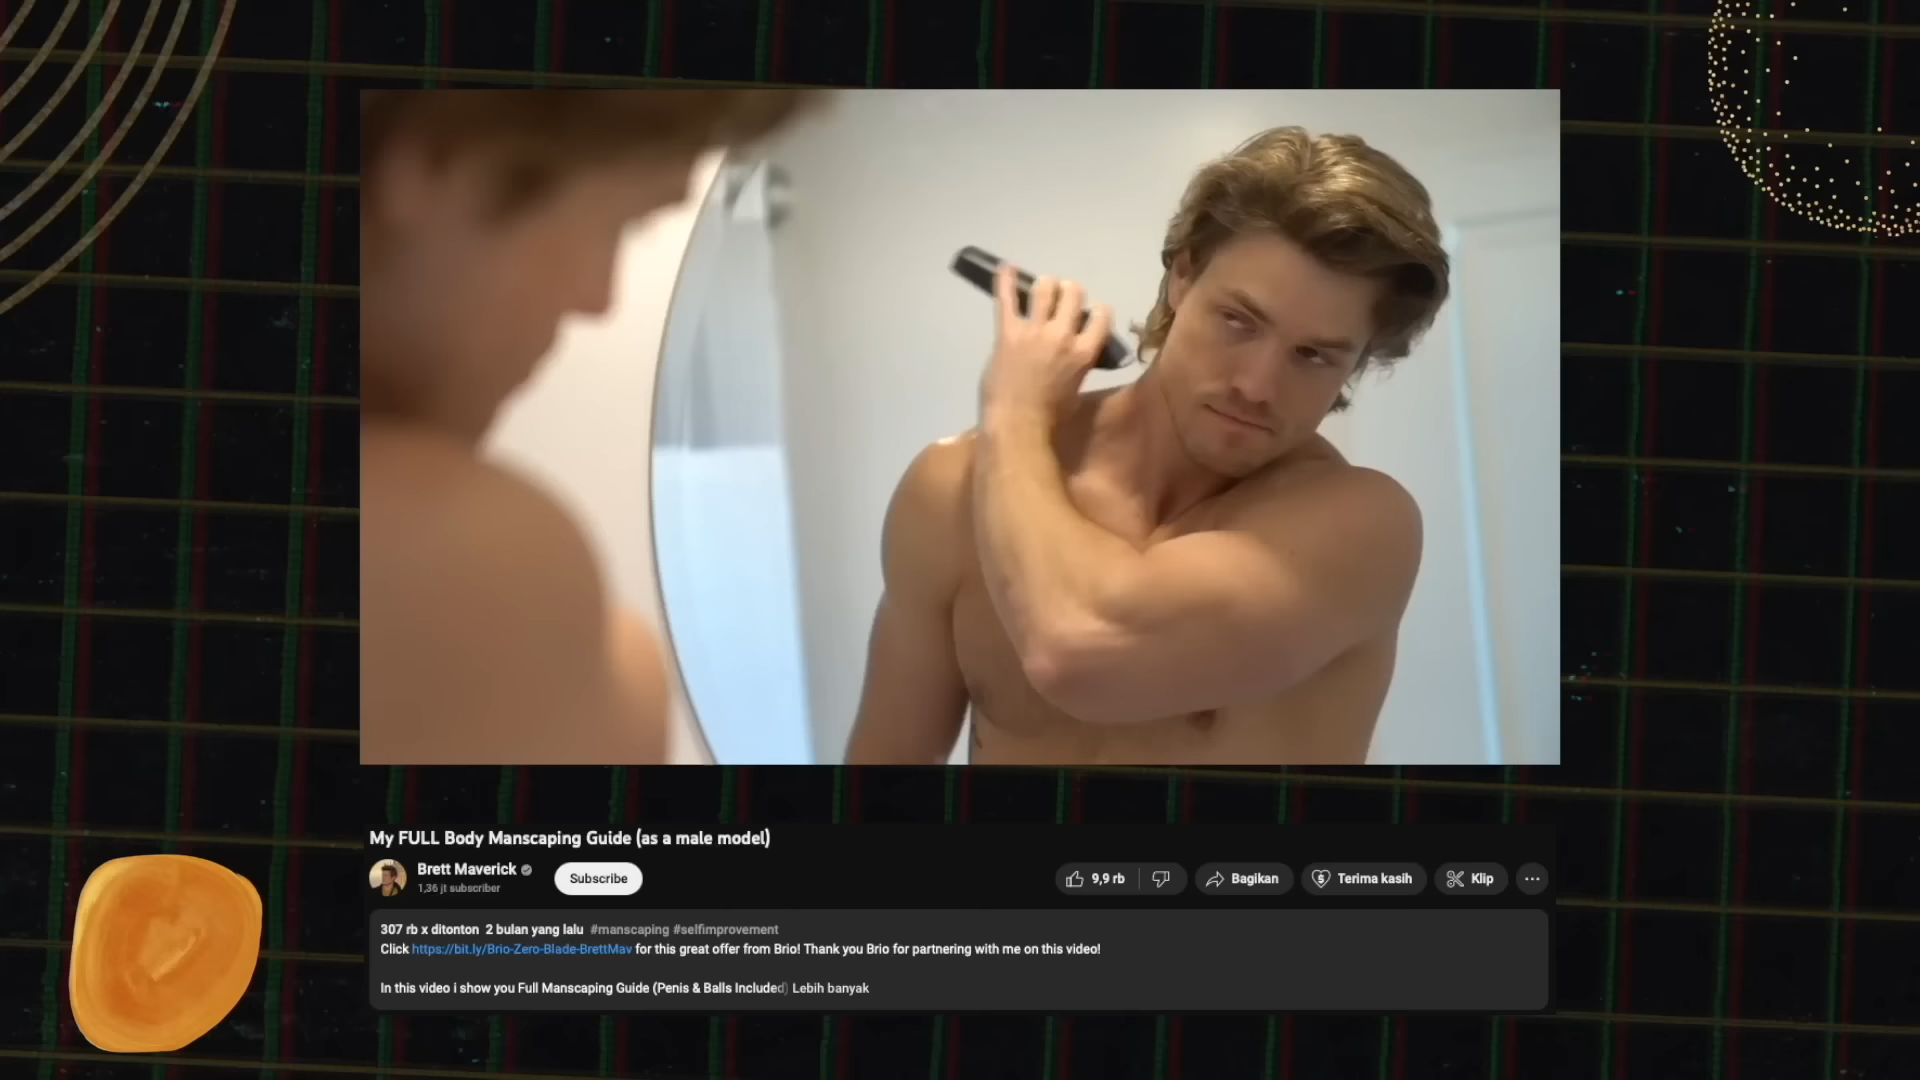 My FULL Body Manscaping Guide (as a male model)
Brett Maverick
1,36 jt subscriber
Subscribe
9,9 rb
Bagikan
Terima kasih
Klip
307 rb x ditonton 2 bulan yang lalu #manscaping #selfimprovement
Click https://bit.ly/Brio-Zero-Blade-BrettMav for this great offer from Brio! Thank you Brio for partnering with me on this video!
In this video i show you Full Manscaping Guide (Penis & Balls Included) Lebih banyak